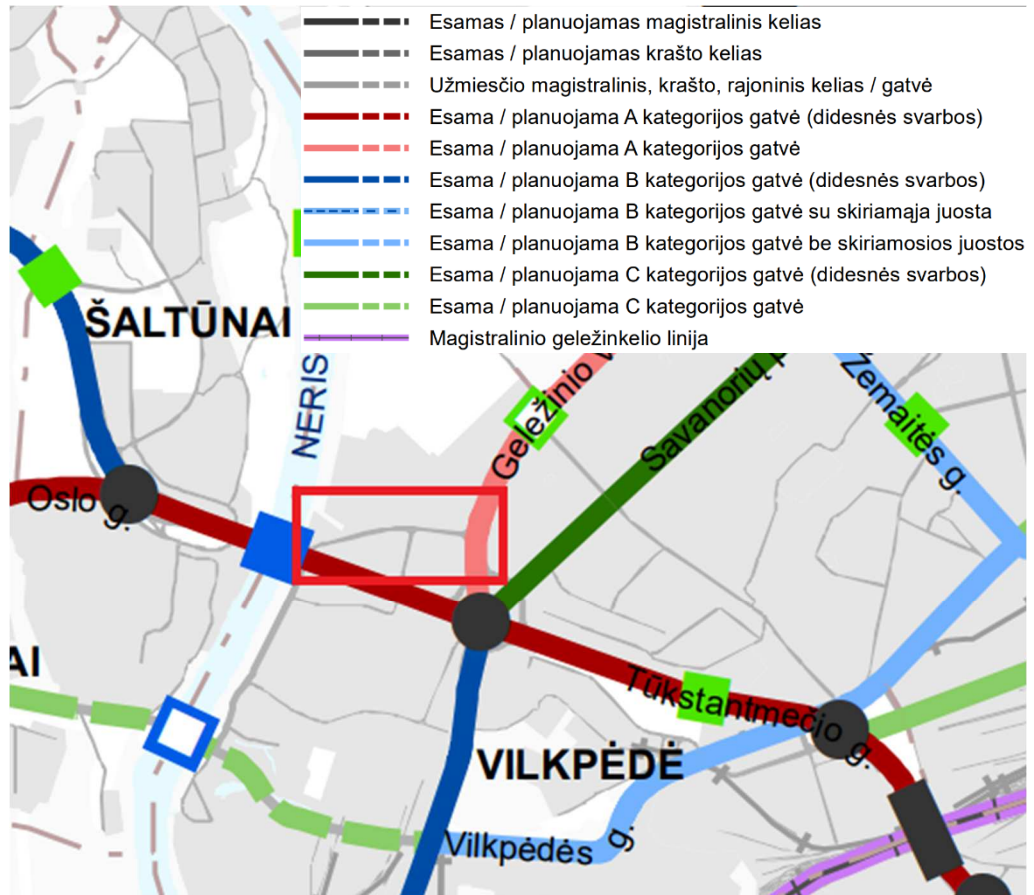 Esamas / planuojamas magistralinis kelias
Esamas / planuojamas krašto kelias
Užmiesčio magistralinis, krašto, rajoninis kelias / gatvė
Esama / planuojama A kategorijos gatvė (didesnės svarbos)
Esama / planuojama A kategorijos gatvė
Esama / planuojama B kategorijos gatvė (didesnės svarbos)
Esama / planuojama B kategorijos gatvė su skiriamąja juosta
Esama / planuojama B kategorijos gatvė be skiriamosios juostos
Esama / planuojama C kategorijos gatvė (didesnės svarbos)
Esama / planuojama C kategorijos gatvė
Magistralinio geležinkelio linija
ŠALTŪNAI
NERIS
Geležinio
Savanorių
Žemaitės g.
Oslo g.
AI
Tūkstantmečio g.
VILKPĖDĖ
Vilkpėdės g.